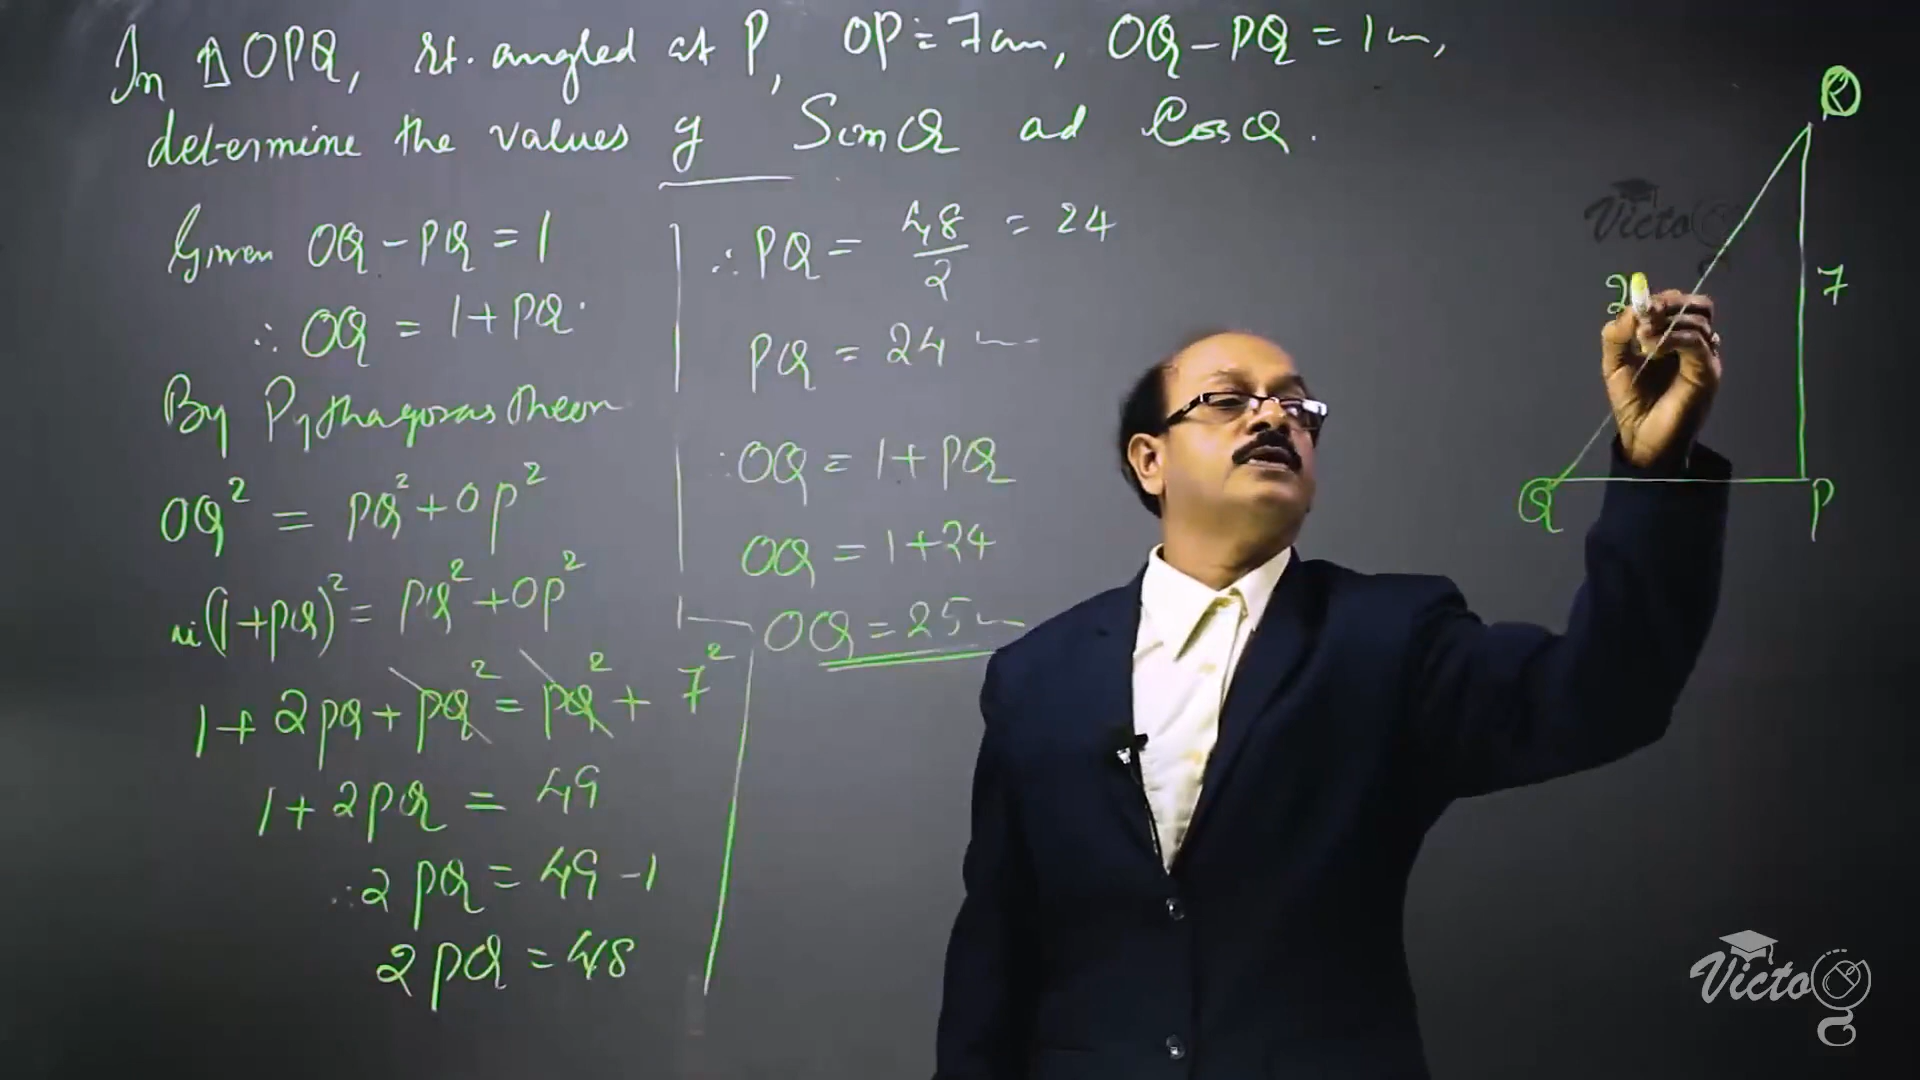 In ΔOPQ, rt. angled at P, OP = 7cm, OQ - PQ = 1cm,
determine the values of Sin Q ad Cos Q.
Given OQ - PQ = 1
∴ OQ = 1 + PQ.
By Pythagoras Theorem
OQ² = PQ² + OP²
(1 + PQ)² = PQ² + OP²
1 + 2PQ + PQ² = PQ² + 7²
1 + 2PQ = 49
∴ 2PQ = 49 - 1
2PQ = 48
∴ PQ = 48/2 = 24
PQ = 24 cm
∴ OQ = 1 + PQ
OQ = 1 + 24
OQ = 25 cm
7
2
Q P
Victo
Victo